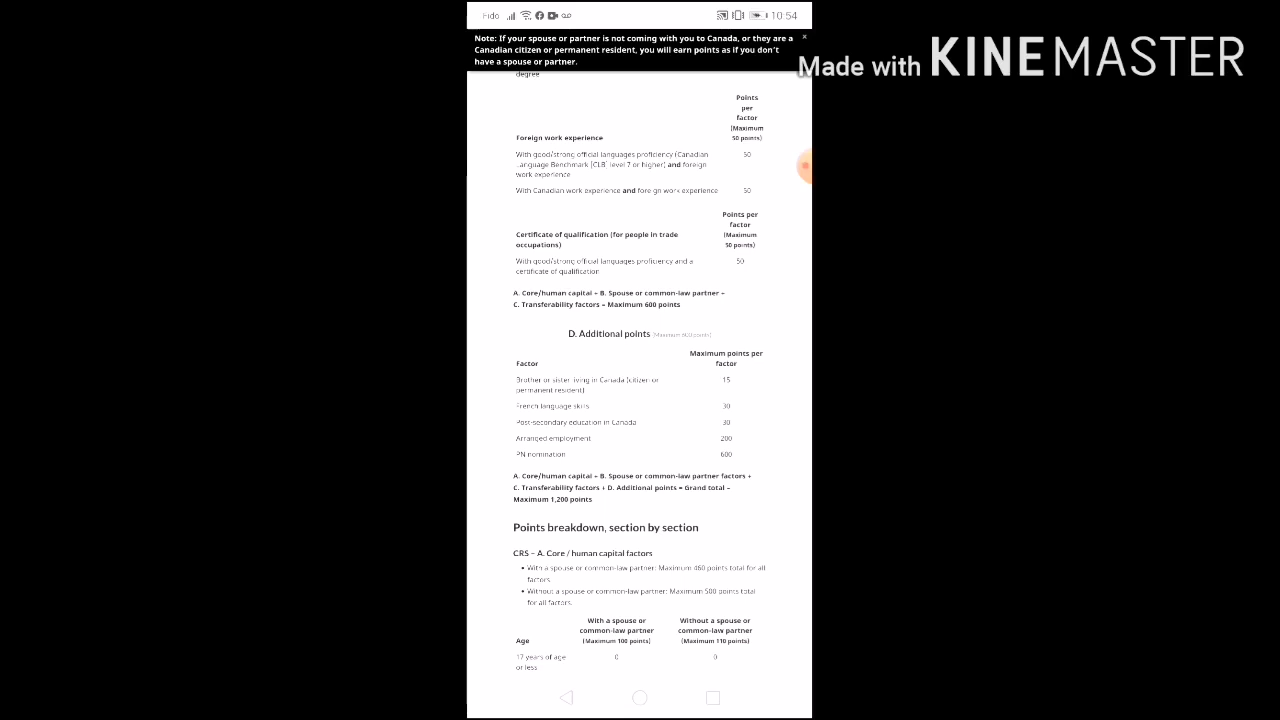 Fido 10:54
Note: If your spouse or partner is not coming with you to Canada, or they are a ×
Canadian citizen or permanent resident, you will earn points as if you don't
have a spouse or partner.
Made with KINEMASTER
degree
Points
per
factor
(Maximum
Foreign work experience 50 points)
With good/strong official languages proficiency (Canadian 50
Language Benchmark [CLB] level 7 or higher) and foreign
work experience
With Canadian work experience and foreign work experience 50
Points per
factor
Certificate of qualification (for people in trade (Maximum
occupations) 50 points)
With good/strong official languages proficiency and a 50
certificate of qualification
A. Core/human capital + B. Spouse or common-law partner +
C. Transferability factors = Maximum 600 points
D. Additional points (Maximum 600 points)
Maximum points per
Factor factor
Brother or sister living in Canada (citizen or 15
permanent resident)
French language skills 30
Post-secondary education in Canada 30
Arranged employment 200
PN nomination 600
A. Core/human capital + B. Spouse or common-law partner factors +
C. Transferability factors + D. Additional points = Grand total –
Maximum 1,200 points
Points breakdown, section by section
CRS – A. Core / human capital factors
• With a spouse or common-law partner: Maximum 460 points total for all
factors.
• Without a spouse or common-law partner: Maximum 500 points total
for all factors.
With a spouse or Without a spouse or
common-law partner common-law partner
Age (Maximum 100 points) (Maximum 110 points)
17 years of age 0 0
or less